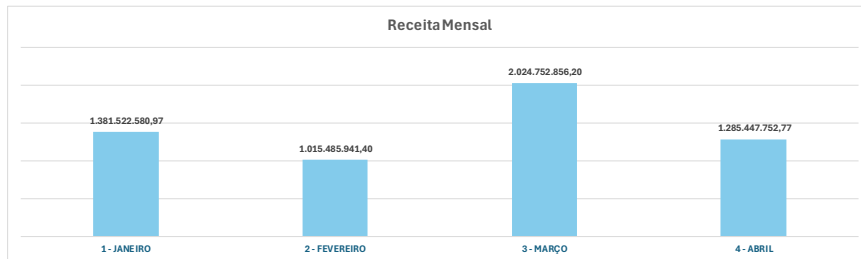 Receita Mensal
2.024.752.856,20
1.381.522.580,97
1.285.447.752,77
1.015.485.941,40
1 - JANEIRO
2 - FEVEREIRO
3 - MARÇO
4 - ABRIL